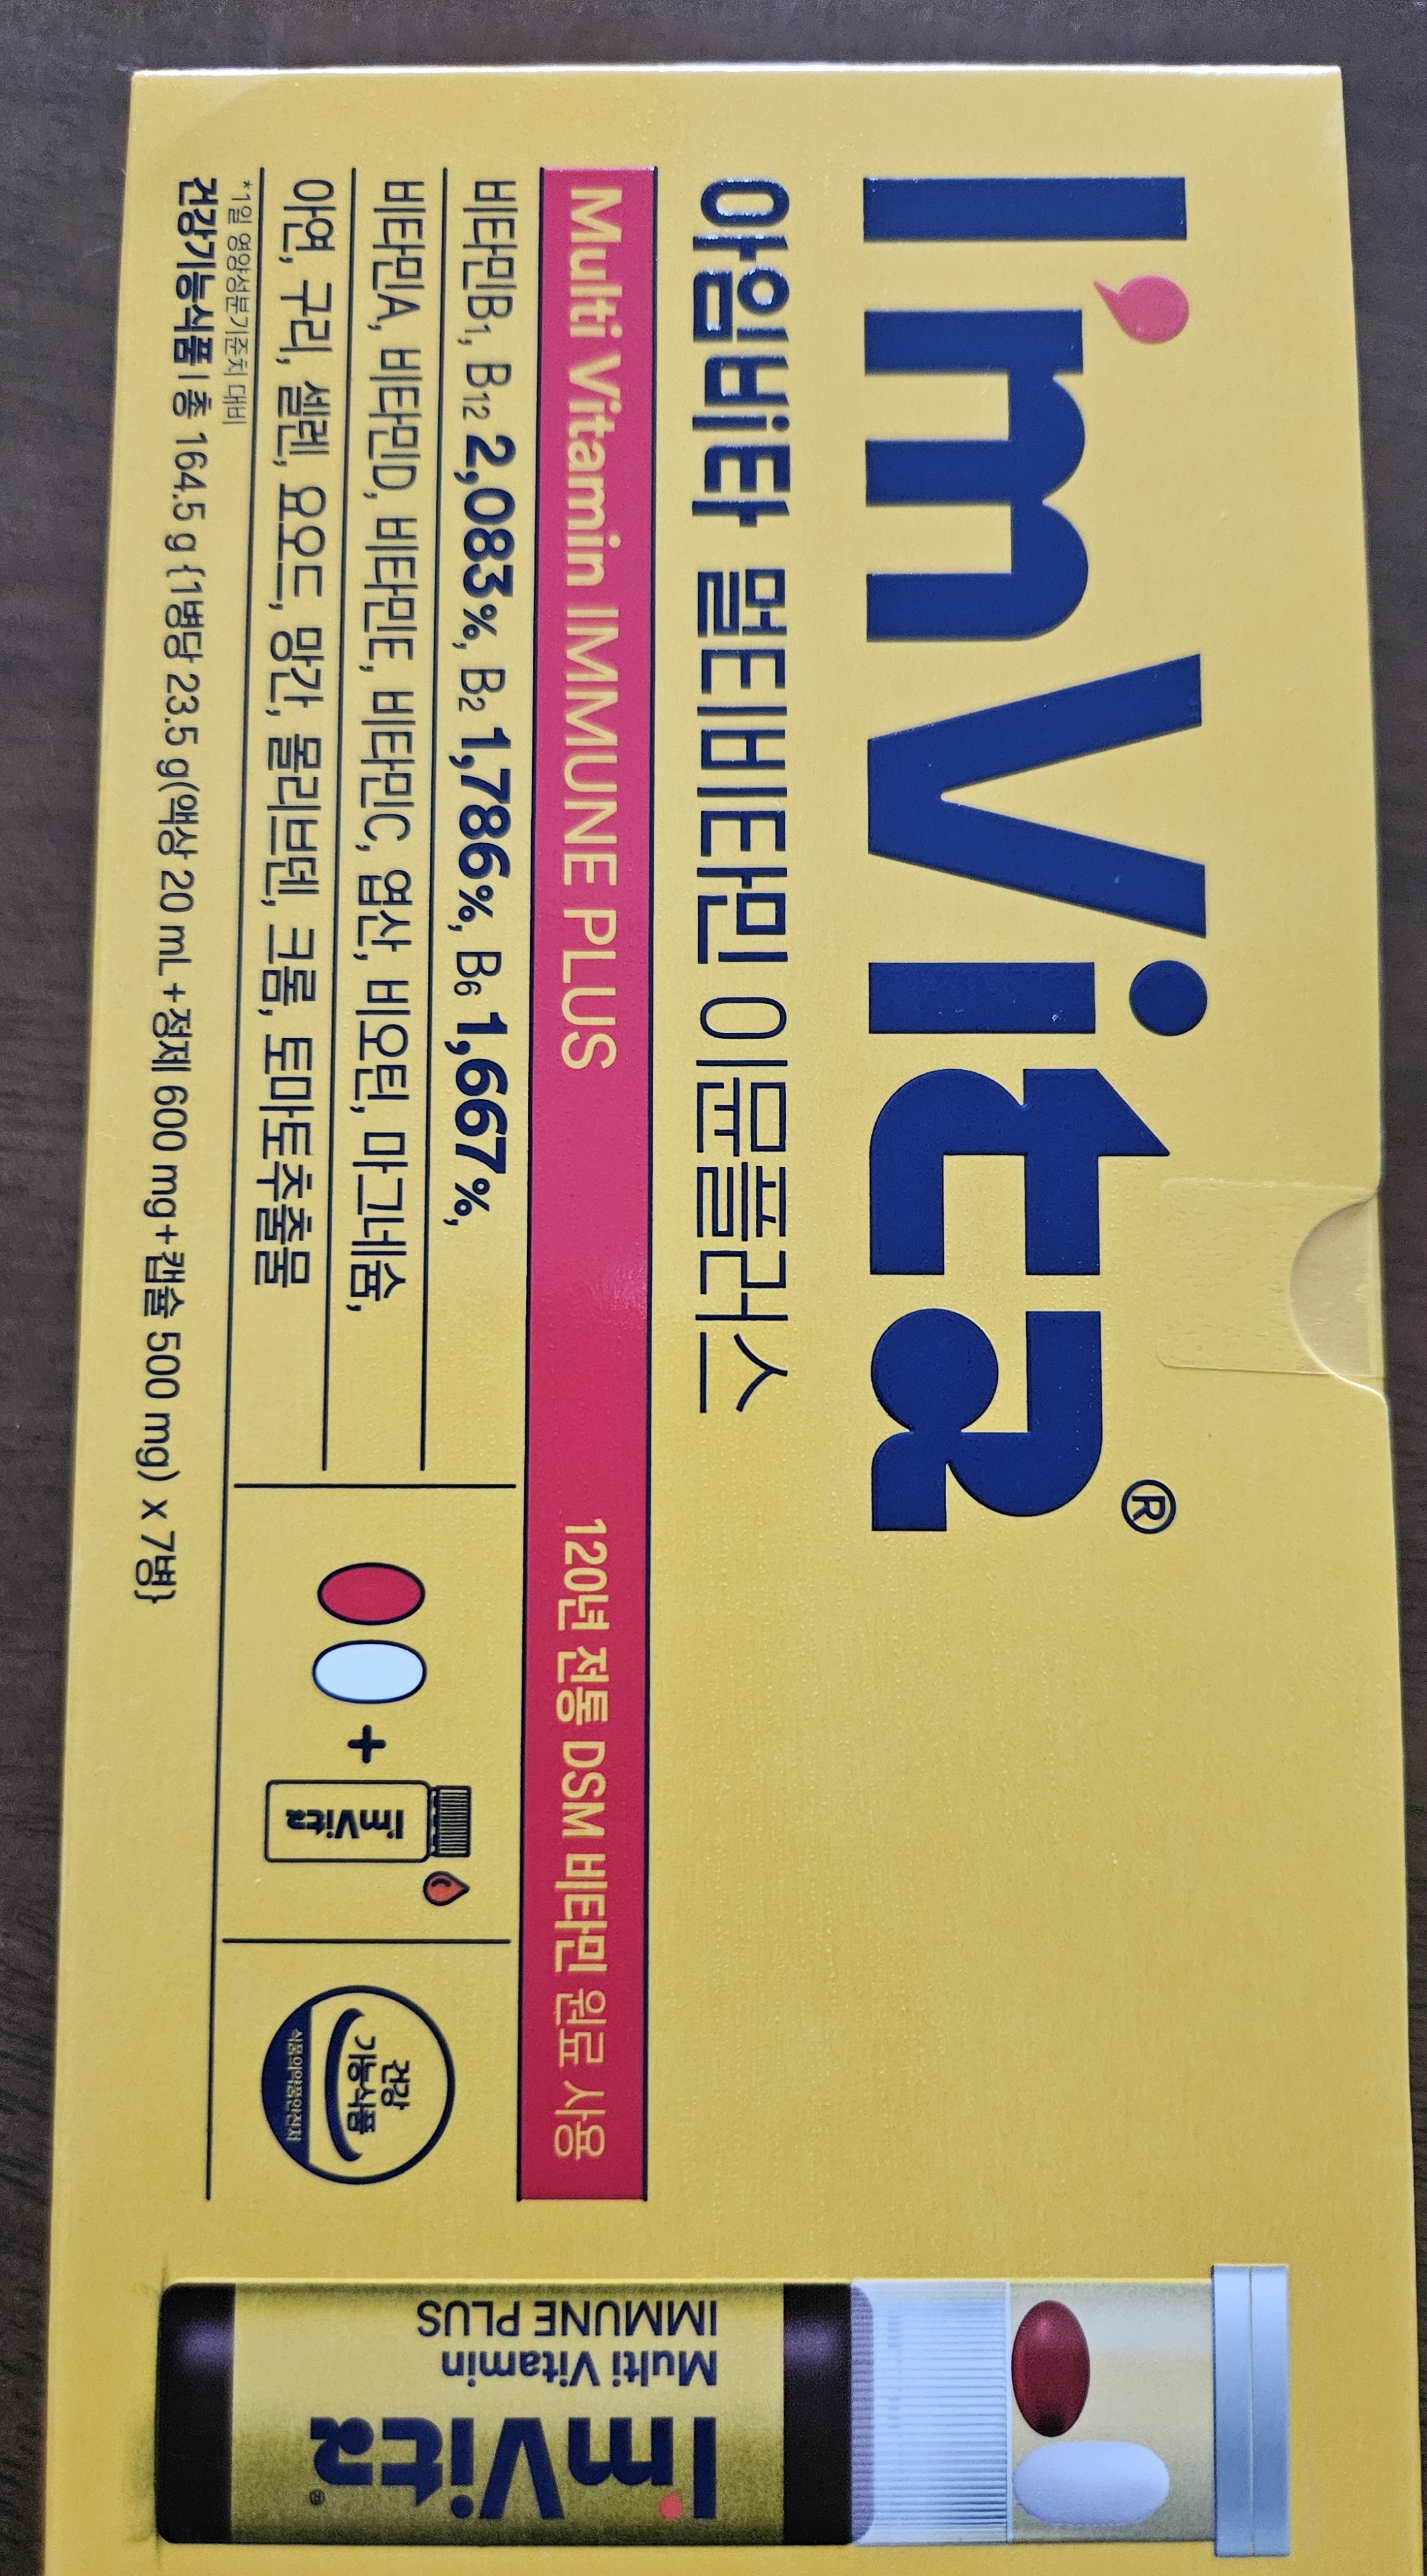 I'mVita®
아임비타 멀티비타민 이뮨플러스
Multi Vitamin IMMUNE PLUS 120년 전통 DSM 비타민 원료 사용
비타민B1, B12 2,083%, B2 1,786%, B6 1,667%,
비타민A, 비타민D, 비타민E, 비타민C, 엽산, 비오틴, 마그네슘,
아연, 구리, 셀렌, 요오드, 망간, 몰리브덴, 크롬, 토마토추출물
*1일 영양성분기준치 대비
건강기능식품 | 총 164.5 g {1병당 23.5 g(액상 20 mL + 정제 600 mg + 캡슐 500 mg) x 7병}
+
I'mVita
건강
기능식품
식품의약품안전처
I'mVita®
Multi Vitamin
IMMUNE PLUS